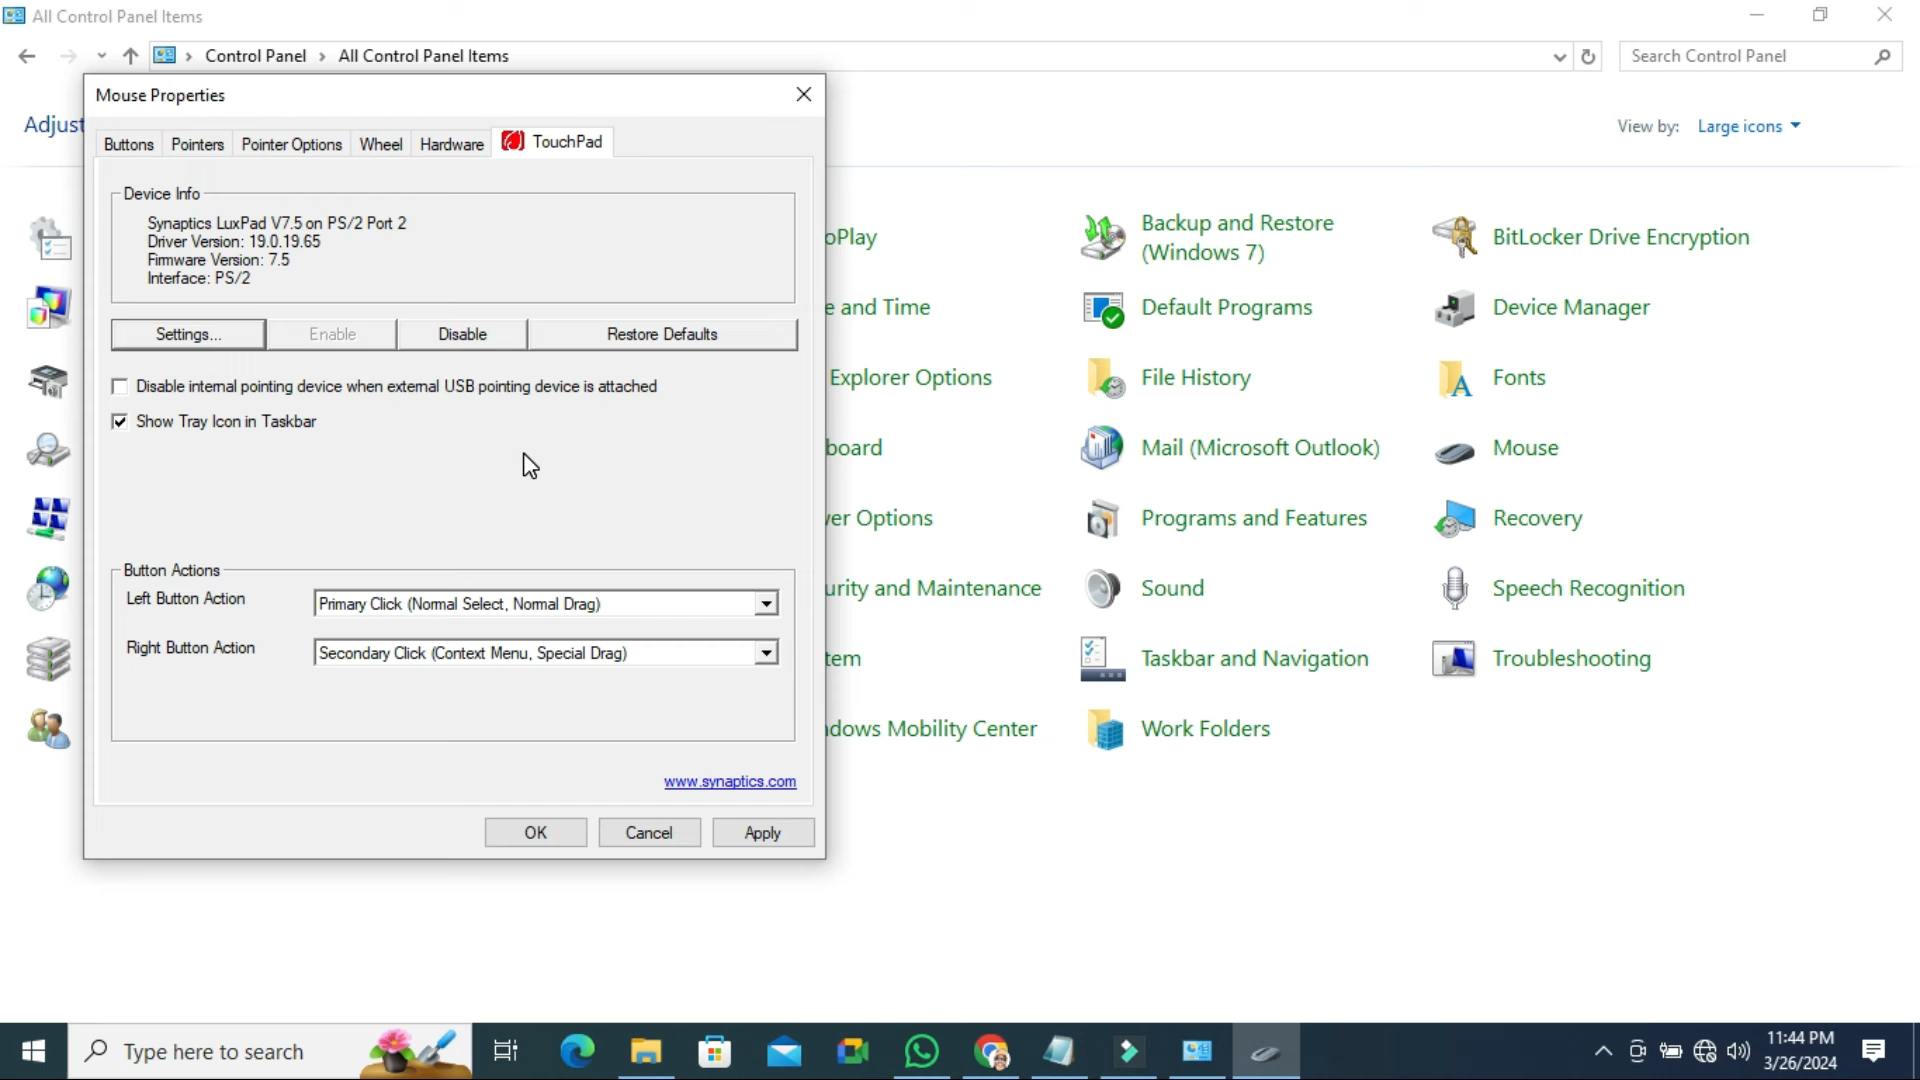 All Control Panel Items
Control Panel › All Control Panel Items
Search Control Panel
Mouse Properties
Adjust
View by: Large icons
Buttons
Pointers
Pointer Options
Wheel
Hardware
TouchPad
Device Info
Synaptics LuxPad V7.5 on PS/2 Port 2
Driver Version: 19.0.19.65
Firmware Version: 7.5
Interface: PS/2
Settings...
Enable
Disable
Restore Defaults
Disable internal pointing device when external USB pointing device is attached
Show Tray Icon in Taskbar
Button Actions
Left Button Action
Primary Click (Normal Select, Normal Drag)
Right Button Action
Secondary Click (Context Menu, Special Drag)
www.synaptics.com
OK
Cancel
Apply
oPlay
Backup and Restore
(Windows 7)
BitLocker Drive Encryption
e and Time
Default Programs
Device Manager
Explorer Options
File History
Fonts
board
Mail (Microsoft Outlook)
Mouse
ver Options
Programs and Features
Recovery
urity and Maintenance
Sound
Speech Recognition
tem
Taskbar and Navigation
Troubleshooting
ndows Mobility Center
Work Folders
Type here to search
11:44 PM
3/26/2024